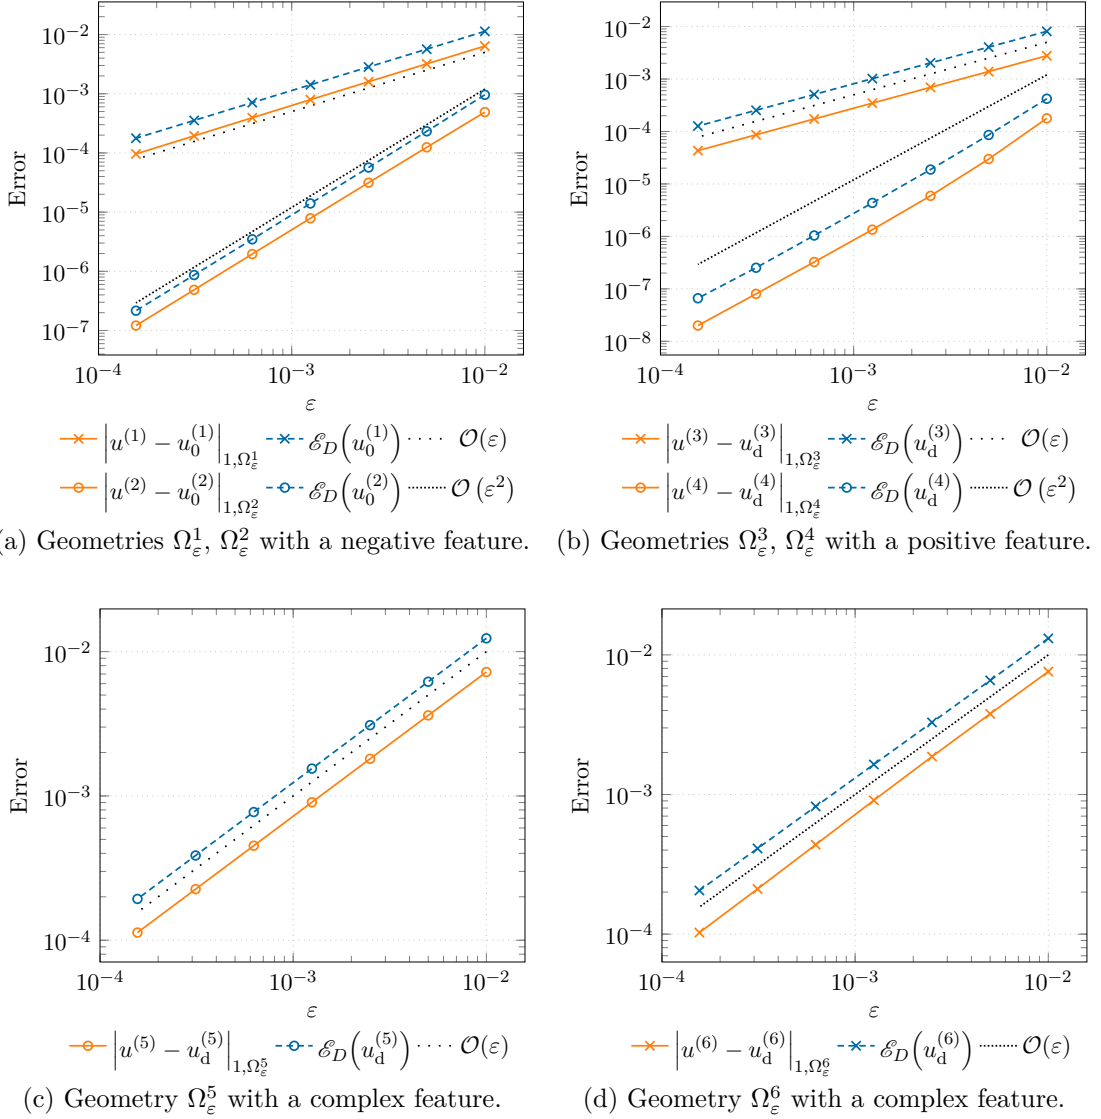 10^{-2}
10^{-3}
10^{-4}
10^{-5}
10^{-6}
10^{-7}
Error
10^{-4} 10^{-3} 10^{-2}
ε
|u^{(1)} − u_0^{(1)}|_{1,Ω_ε^1} ℰ_D(u_0^{(1)}) 𝒪(ε)
|u^{(2)} − u_0^{(2)}|_{1,Ω_ε^2} ℰ_D(u_0^{(2)}) 𝒪(ε^2)
(a) Geometries Ω_ε^1, Ω_ε^2 with a negative feature.
10^{-2}
10^{-3}
10^{-4}
10^{-5}
10^{-6}
10^{-7}
10^{-8}
Error
10^{-4} 10^{-3} 10^{-2}
ε
|u^{(3)} − u_d^{(3)}|_{1,Ω_ε^3} ℰ_D(u_d^{(3)}) 𝒪(ε)
|u^{(4)} − u_d^{(4)}|_{1,Ω_ε^4} ℰ_D(u_d^{(4)}) 𝒪(ε^2)
(b) Geometries Ω_ε^3, Ω_ε^4 with a positive feature.
10^{-2}
10^{-3}
10^{-4}
Error
10^{-4} 10^{-3} 10^{-2}
ε
|u^{(5)} − u_d^{(5)}|_{1,Ω_ε^5} ℰ_D(u_d^{(5)}) 𝒪(ε)
(c) Geometry Ω_ε^5 with a complex feature.
10^{-2}
10^{-3}
10^{-4}
Error
10^{-4} 10^{-3} 10^{-2}
ε
|u^{(6)} − u_d^{(6)}|_{1,Ω_ε^6} ℰ_D(u_d^{(6)}) 𝒪(ε)
(d) Geometry Ω_ε^6 with a complex feature.